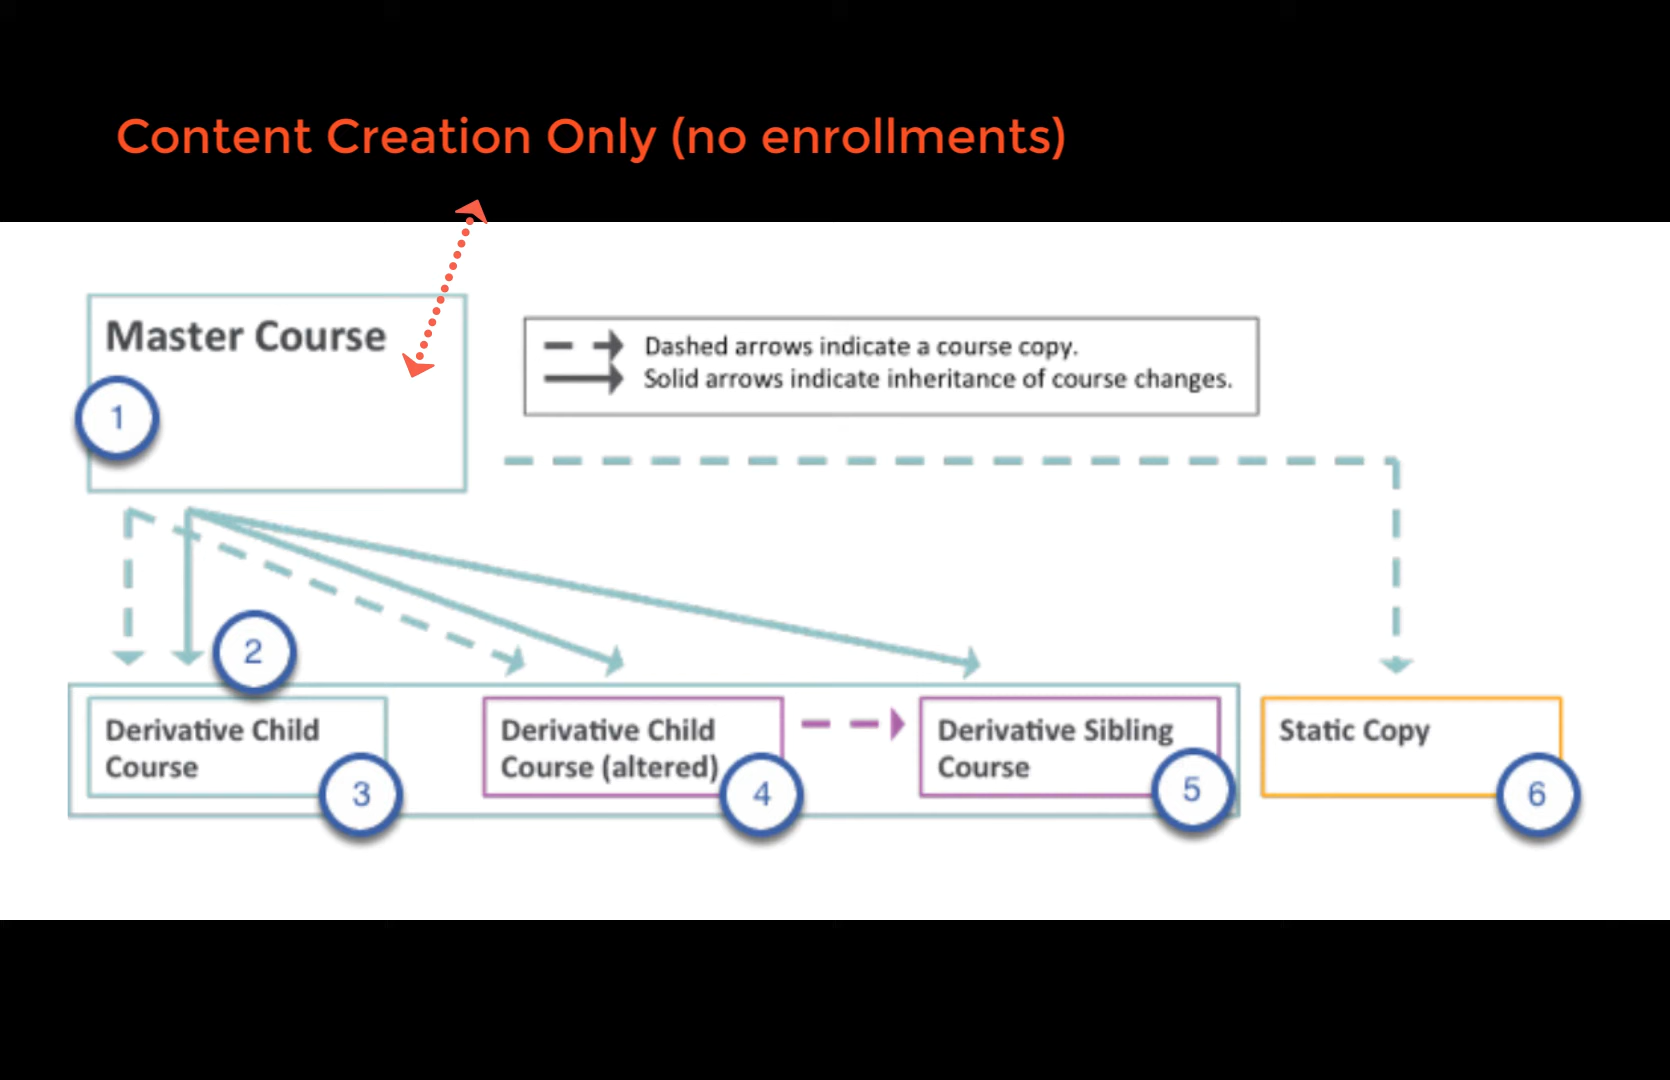 Content Creation Only (no enrollments)
Master Course
Dashed arrows indicate a course copy.
Solid arrows indicate inheritance of course changes.
1
2
Derivative Child
Course
3
Derivative Child
Course (altered)
4
Derivative Sibling
Course
5
Static Copy
6